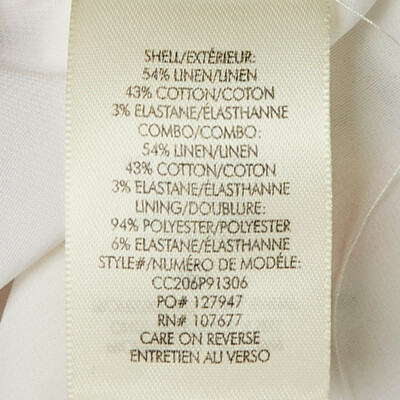 SHELL/EXTÉRIEUR:
54% LINEN/LINEN
43% COTTON/COTON
3% ELASTANE/ÉLASTHANNE
COMBO/COMBO:
54% LINEN/LINEN
43% COTTON/COTON
3% ELASTANE/ÉLASTHANNE
LINING/DOUBLURE:
94% POLYESTER/POLYESTER
6% ELASTANE/ÉLASTHANNE
STYLE#/NUMÉRO DE MODÈLE:
CC206P91306
PO# 127947
RN# 107677
CARE ON REVERSE
ENTRETIEN AU VERSO